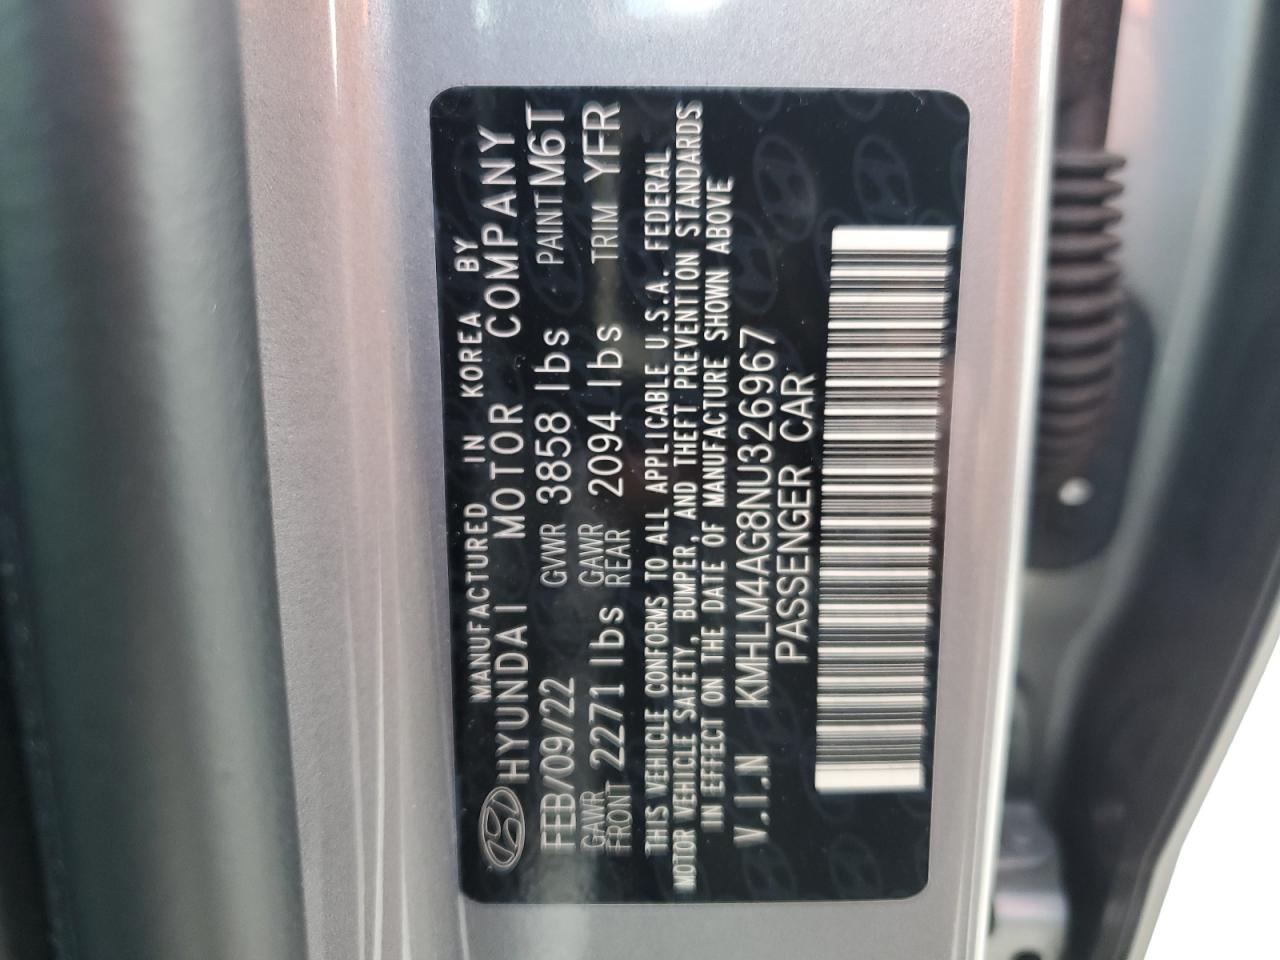 MANUFACTURED IN KOREA BY
HYUNDAI MOTOR COMPANY
FEB/09/22 GVWR 3858 lbs PAINT M6T
GAWR FRONT 2271 lbs GAWR REAR 2094 lbs TRIM YFR
THIS VEHICLE CONFORMS TO ALL APPLICABLE U.S.A. FEDERAL
MOTOR VEHICLE SAFETY, BUMPER, AND THEFT PREVENTION STANDARDS
IN EFFECT ON THE DATE OF MANUFACTURE SHOWN ABOVE
V.I.N KMHLM4AG8NU326967
PASSENGER CAR